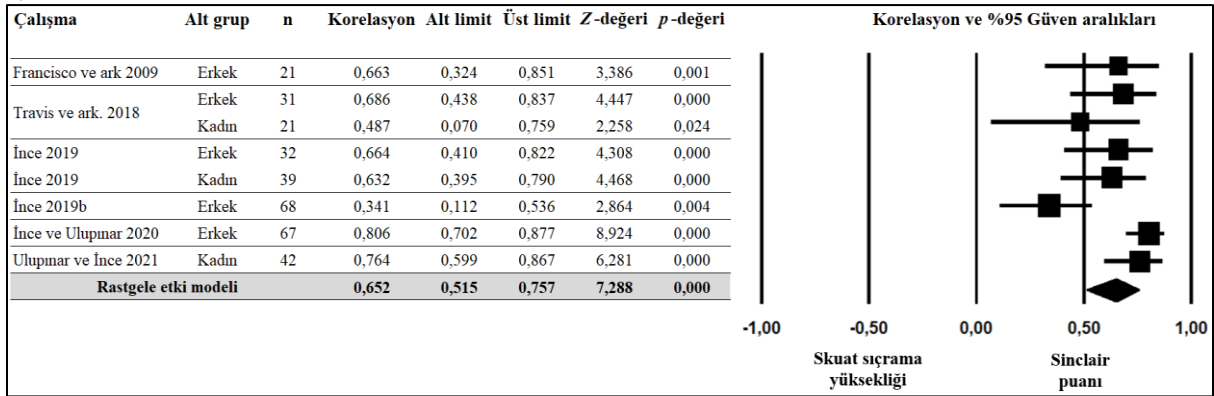 Çalışma Alt grup n Korelasyon Alt limit Üst limit Z-değeri p-değeri Korelasyon ve %95 Güven aralıkları
Francisco ve ark 2009 Erkek 21 0,663 0,324 0,851 3,386 0,001
Travis ve ark. 2018 Erkek 31 0,686 0,438 0,837 4,447 0,000
Kadın 21 0,487 0,070 0,759 2,258 0,024
İnce 2019 Erkek 32 0,664 0,410 0,822 4,308 0,000
İnce 2019 Kadın 39 0,632 0,395 0,790 4,468 0,000
İnce 2019b Erkek 68 0,341 0,112 0,536 2,864 0,004
İnce ve Ulupınar 2020 Erkek 67 0,806 0,702 0,877 8,924 0,000
Ulupınar ve İnce 2021 Kadın 42 0,764 0,599 0,867 6,281 0,000
Rastgele etki modeli 0,652 0,515 0,757 7,288 0,000
-1,00 -0,50 0,00 0,50 1,00
Skuat sıçrama Sinclair
yüksekliği puanı